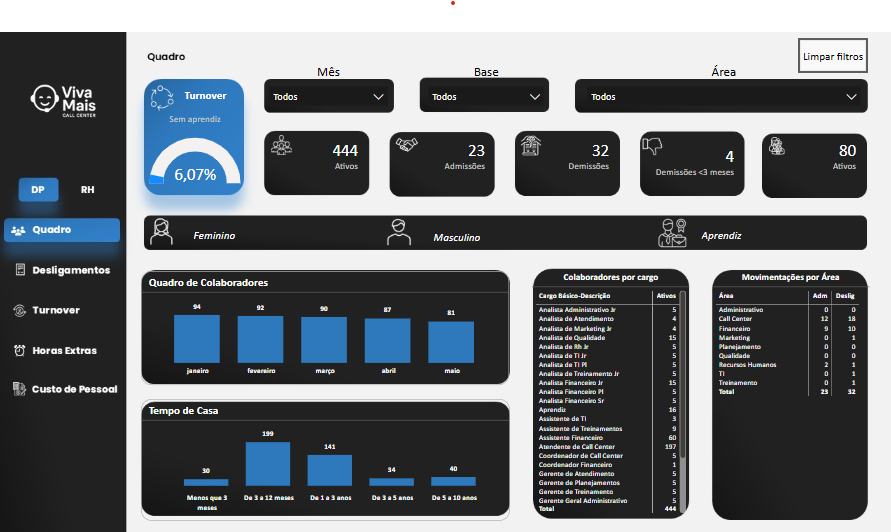 Quadro
Limpar filtros
Mês
Base
Área
Viva
Mais
CALL CENTER
Turnover
Sem aprendiz
6,07%
Todos
Todos
Todos
444
Ativos
23
Admissões
32
Demissões
4
Demissões <3 meses
80
Ativos
DP
RH
Quadro
Desligamentos
Turnover
Horas Extras
Custo de Pessoal
Feminino
Masculino
Aprendiz
Quadro de Colaboradores
94
92
90
87
81
janeiro
fevereiro
março
abril
maio
Tempo de Casa
30
199
141
34
40
Menos que 3
meses
De 3 a 12 meses
De 1 a 3 anos
De 3 a 5 anos
De 5 a 10 anos
Colaboradores por cargo
Cargo Básico-Descrição Ativos
Analista Administrativo Jr 5
Analista de Atendimento 4
Analista de Marketing Jr 4
Analista de Qualidade 15
Analista de Rh Jr 5
Analista de TI Jr 5
Analista de TI Pl 5
Analista de Treinamento Jr 5
Analista Financeiro Jr 15
Analista Financeiro Pl 5
Analista Financeiro Sr 5
Aprendiz 16
Assistente de TI 3
Assistente de Treinamentos 9
Assistente Financeiro 60
Atendente de Call Center 197
Coordenador de Call Center 5
Coordenador Financeiro 1
Gerente de Atendimento 5
Gerente de Planejamentos 5
Gerente de Treinamento 5
Gerente Geral Administrativo 5
Total 444
Movimentações por Área
Área Adm Deslig
Administrativo 0 0
Call Center 12 18
Financeiro 9 10
Marketing 0 1
Planejamento 0 0
Qualidade 0 0
Recursos Humanos 2 1
TI 0 1
Treinamento 0 1
Total 23 32